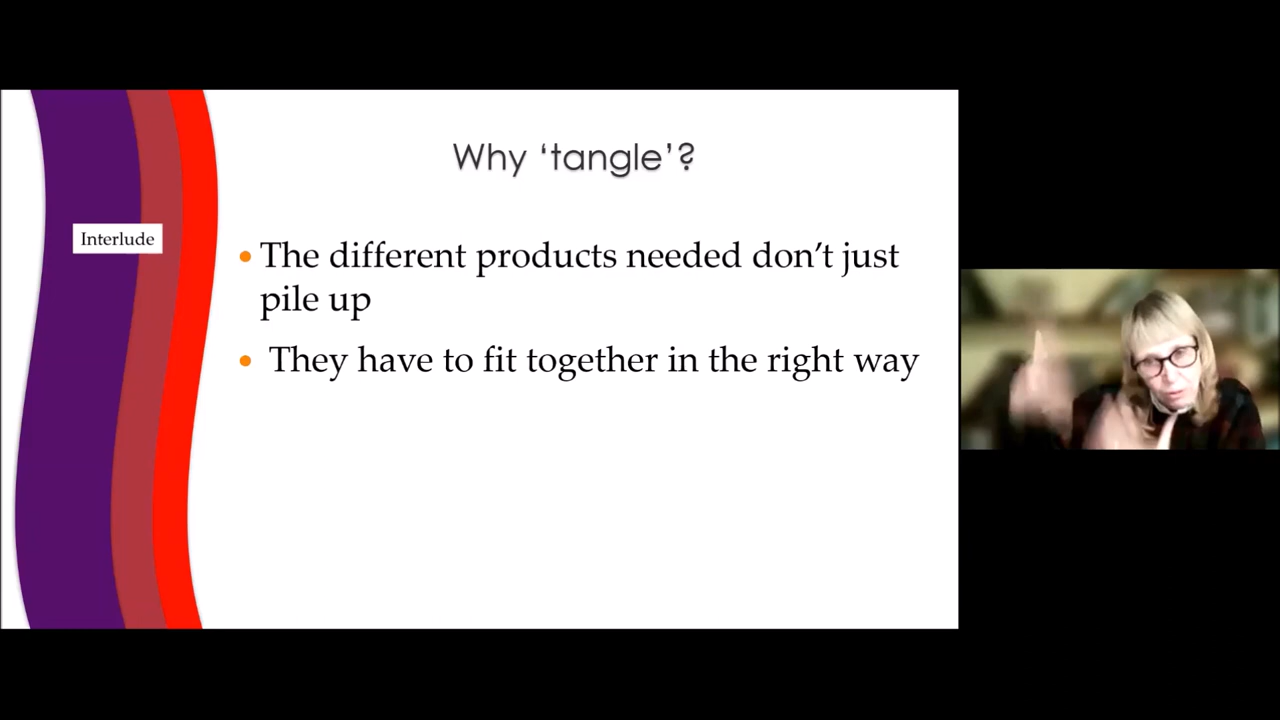 Why ‘tangle’?
Interlude
• The different products needed don’t just
pile up
• They have to fit together in the right way